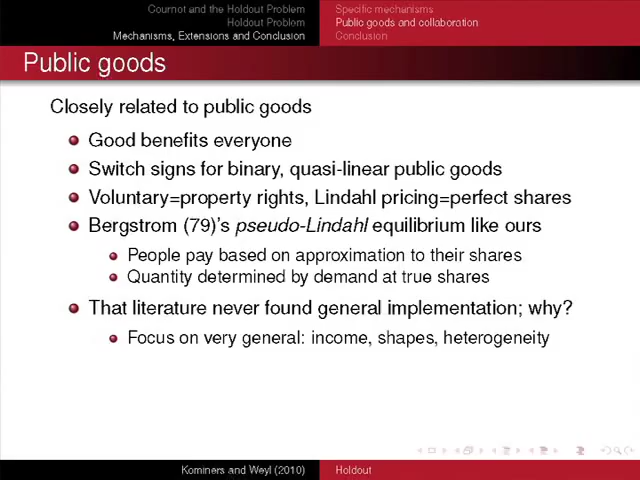 Cournot and the Holdout Problem
Holdout Problem
Mechanisms, Extensions and Conclusion
Specific mechanisms
Public goods and collaboration
Conclusion
Public goods
Closely related to public goods
Good benefits everyone
Switch signs for binary, quasi-linear public goods
Voluntary=property rights, Lindahl pricing=perfect shares
Bergstrom (79)'s pseudo-Lindahl equilibrium like ours
People pay based on approximation to their shares
Quantity determined by demand at true shares
That literature never found general implementation; why?
Focus on very general: income, shapes, heterogeneity
Kominers and Weyl (2010)
Holdout